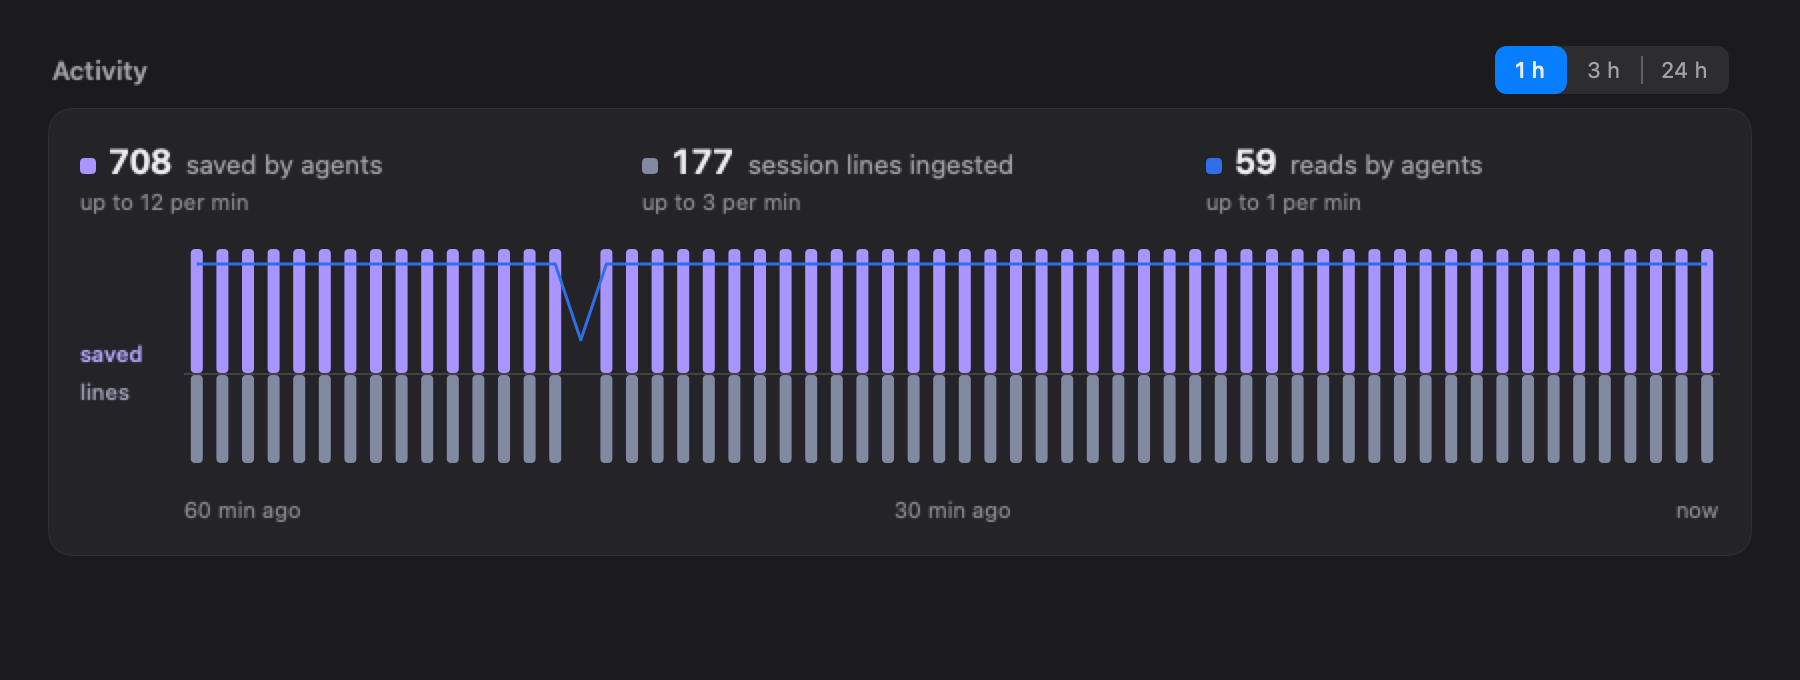 Activity
1 h
3 h
24 h
708 saved by agents
up to 12 per min
177 session lines ingested
up to 3 per min
59 reads by agents
up to 1 per min
saved
lines
60 min ago
30 min ago
now